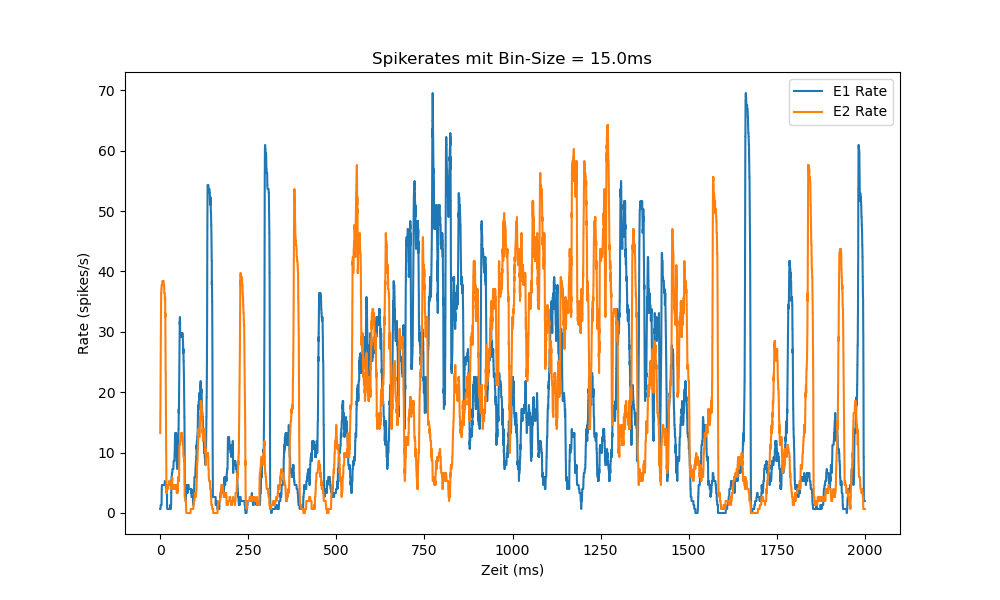 Spikerates mit Bin-Size = 15.0ms
E1 Rate
E2 Rate
70
60
50
40
30
20
10
0
Rate (spikes/s)
0 250 500 750 1000 1250 1500 1750 2000
Zeit (ms)